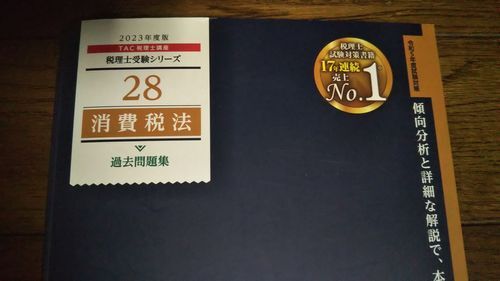 2023年度版
TAC税理士講座
税理士受験シリーズ
28
消費税法
過去問題集
税理士
試験対策書籍
17年連続
売上
No.1
令和5年度試験対策
傾向分析と詳細な解説で、本